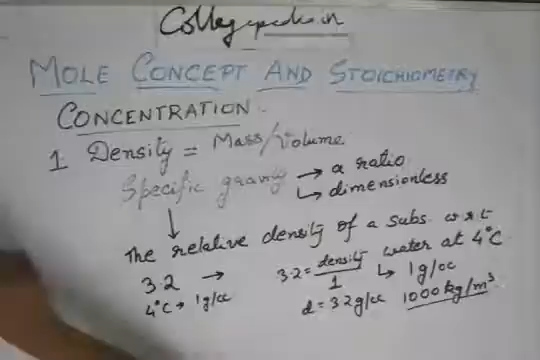 Collegepedia.in
MOLE CONCEPT AND STOICHIOMETRY
CONCENTRATION.
1. Density = Mass/Volume
Specific gravity → a ratio
↳ dimensionless
↓
The relative density of a subs. w.r.t
water at 4°C.
↳ 1g/cc
3.2 → 3.2 = density/1
4°C → 1g/cc
d = 3.2g/cc 1000kg/m³